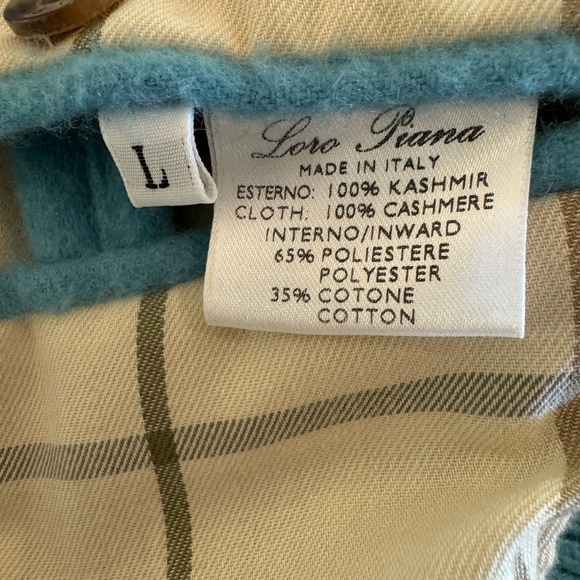 L
Loro Piana
MADE IN ITALY
ESTERNO: 100% KASHMIR
CLOTH: 100% CASHMERE
INTERNO/INWARD
65% POLIESTERE
POLYESTER
35% COTONE
COTTON